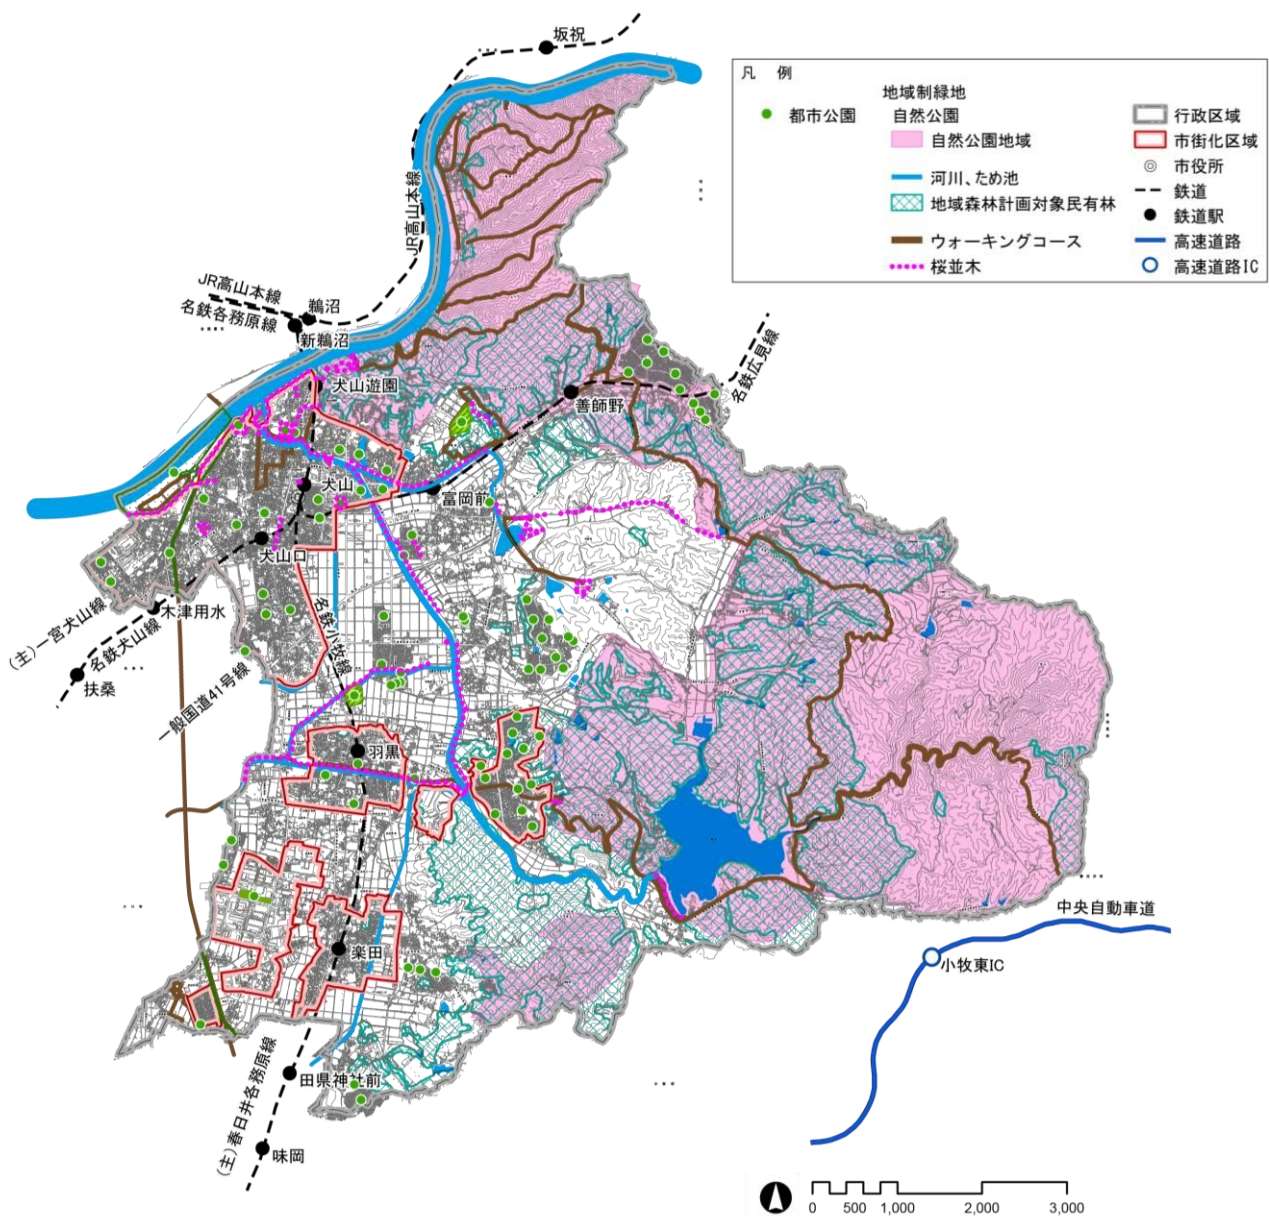 坂祝
凡 例
地域制緑地
都市公園
自然公園
自然公園地域
河川、ため池
地域森林計画対象民有林
ウォーキングコース
桜並木
行政区域
市街化区域
市役所
鉄道
鉄道駅
高速道路
高速道路IC
JR高山本線
JR高山本線
名鉄各務原線
鵜沼
新鵜沼
犬山遊園
善師野
名鉄広見線
犬山
富岡前
犬山口
木津用水
(主)一宮犬山線
名鉄犬山線
扶桑
一般国道41号線
名鉄小牧線
羽黒
楽田
中央自動車道
小牧東IC
(主)春日井各務原線
田県神社前
味岡
0 500 1,000 2,000 3,000